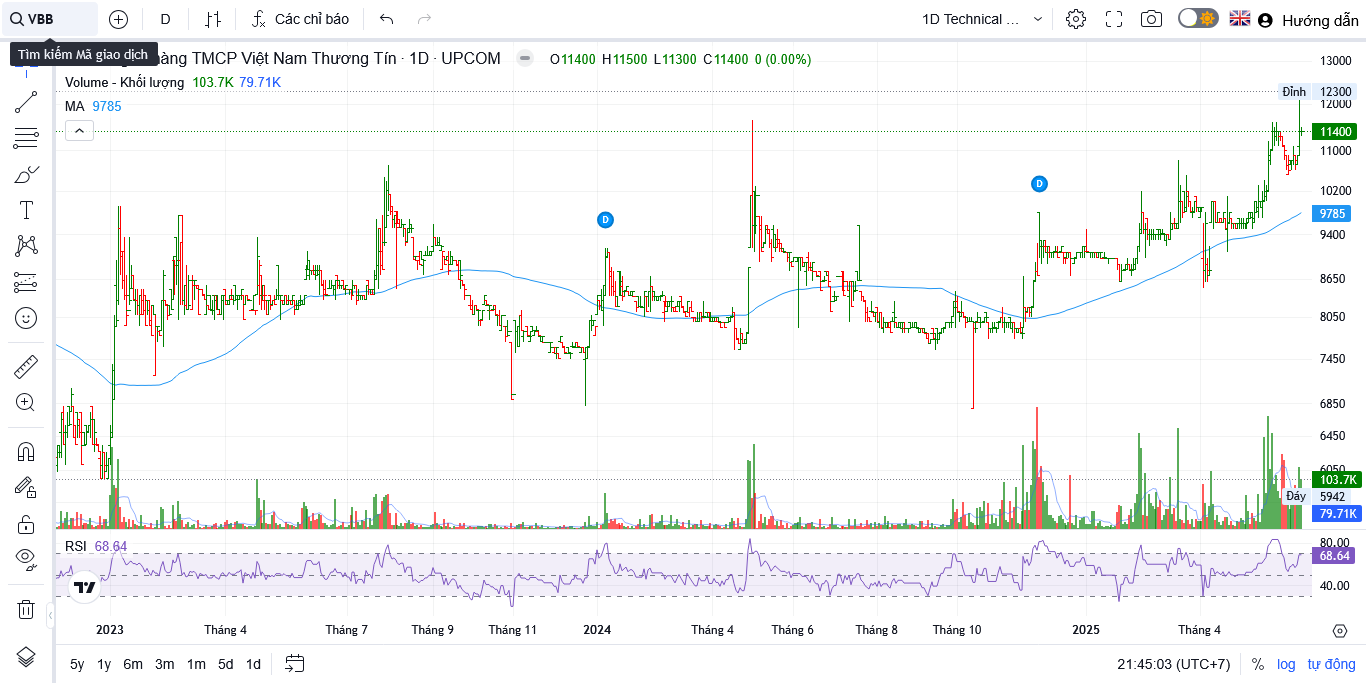 VBB
D
Các chỉ báo
1D Technical ...
Hướng dẫn
Tìm kiếm Mã giao dịch
hàng TMCP Việt Nam Thương Tín · 1D · UPCOM
O11400 H11500 L11300 C11400 0 (0.00%)
Volume - Khối lượng 103.7K 79.71K
MA 9785
13000
Đỉnh 12300
12000
11400
11000
10200
9785
9400
8650
8050
7450
6850
6450
6050
103.7K
Đáy 5942
79.71K
D
D
RSI 68.64
80.00
68.64
40.00
2023 Tháng 4 Tháng 7 Tháng 9 Tháng 11 2024 Tháng 4 Tháng 6 Tháng 8 Tháng 10 2025 Tháng 4
5y 1y 6m 3m 1m 5d 1d
21:45:03 (UTC+7) % log tự động